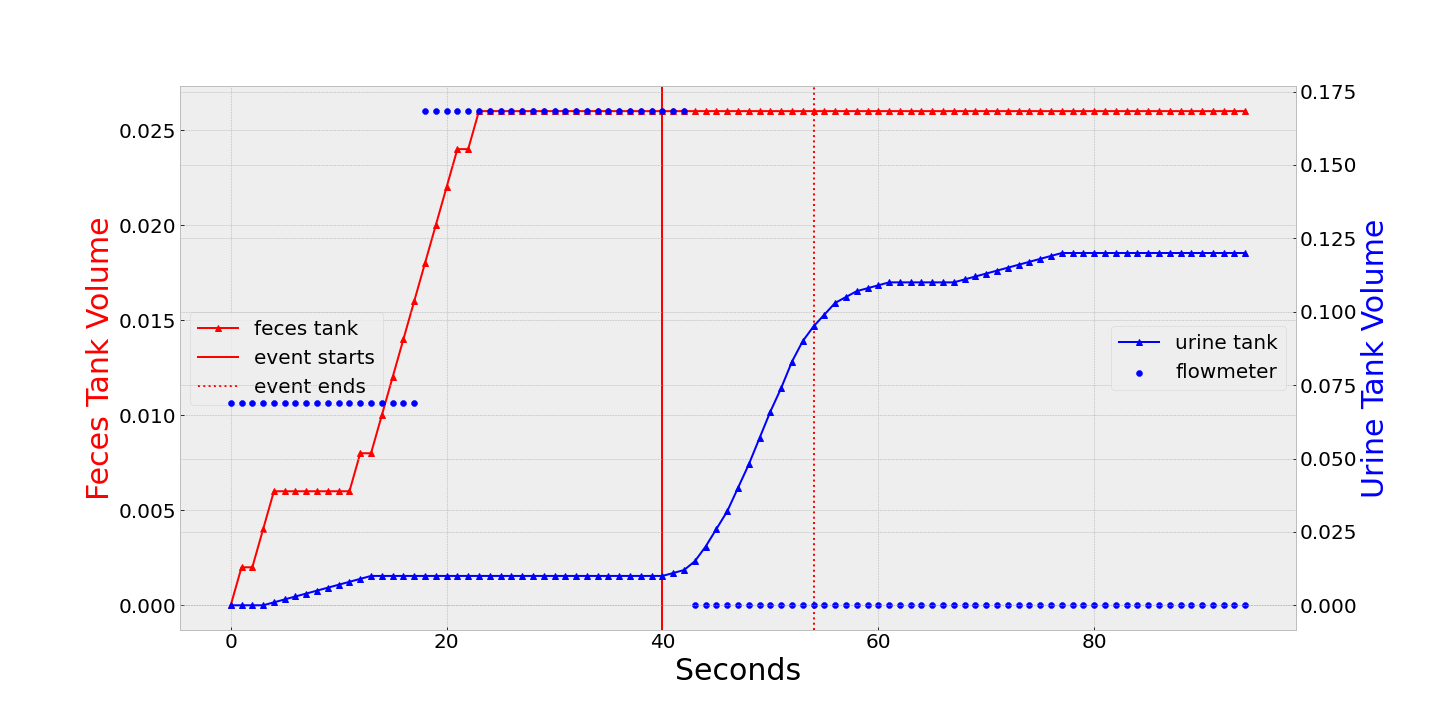 0.175
0.025
0.150
0.020
0.125
0.015
0.100
feces tank
event starts
event ends
urine tank
flowmeter
0.075
0.010
0.050
0.005
0.025
0.000
0.000
Feces Tank Volume
Urine Tank Volume
0 20 40 60 80
Seconds